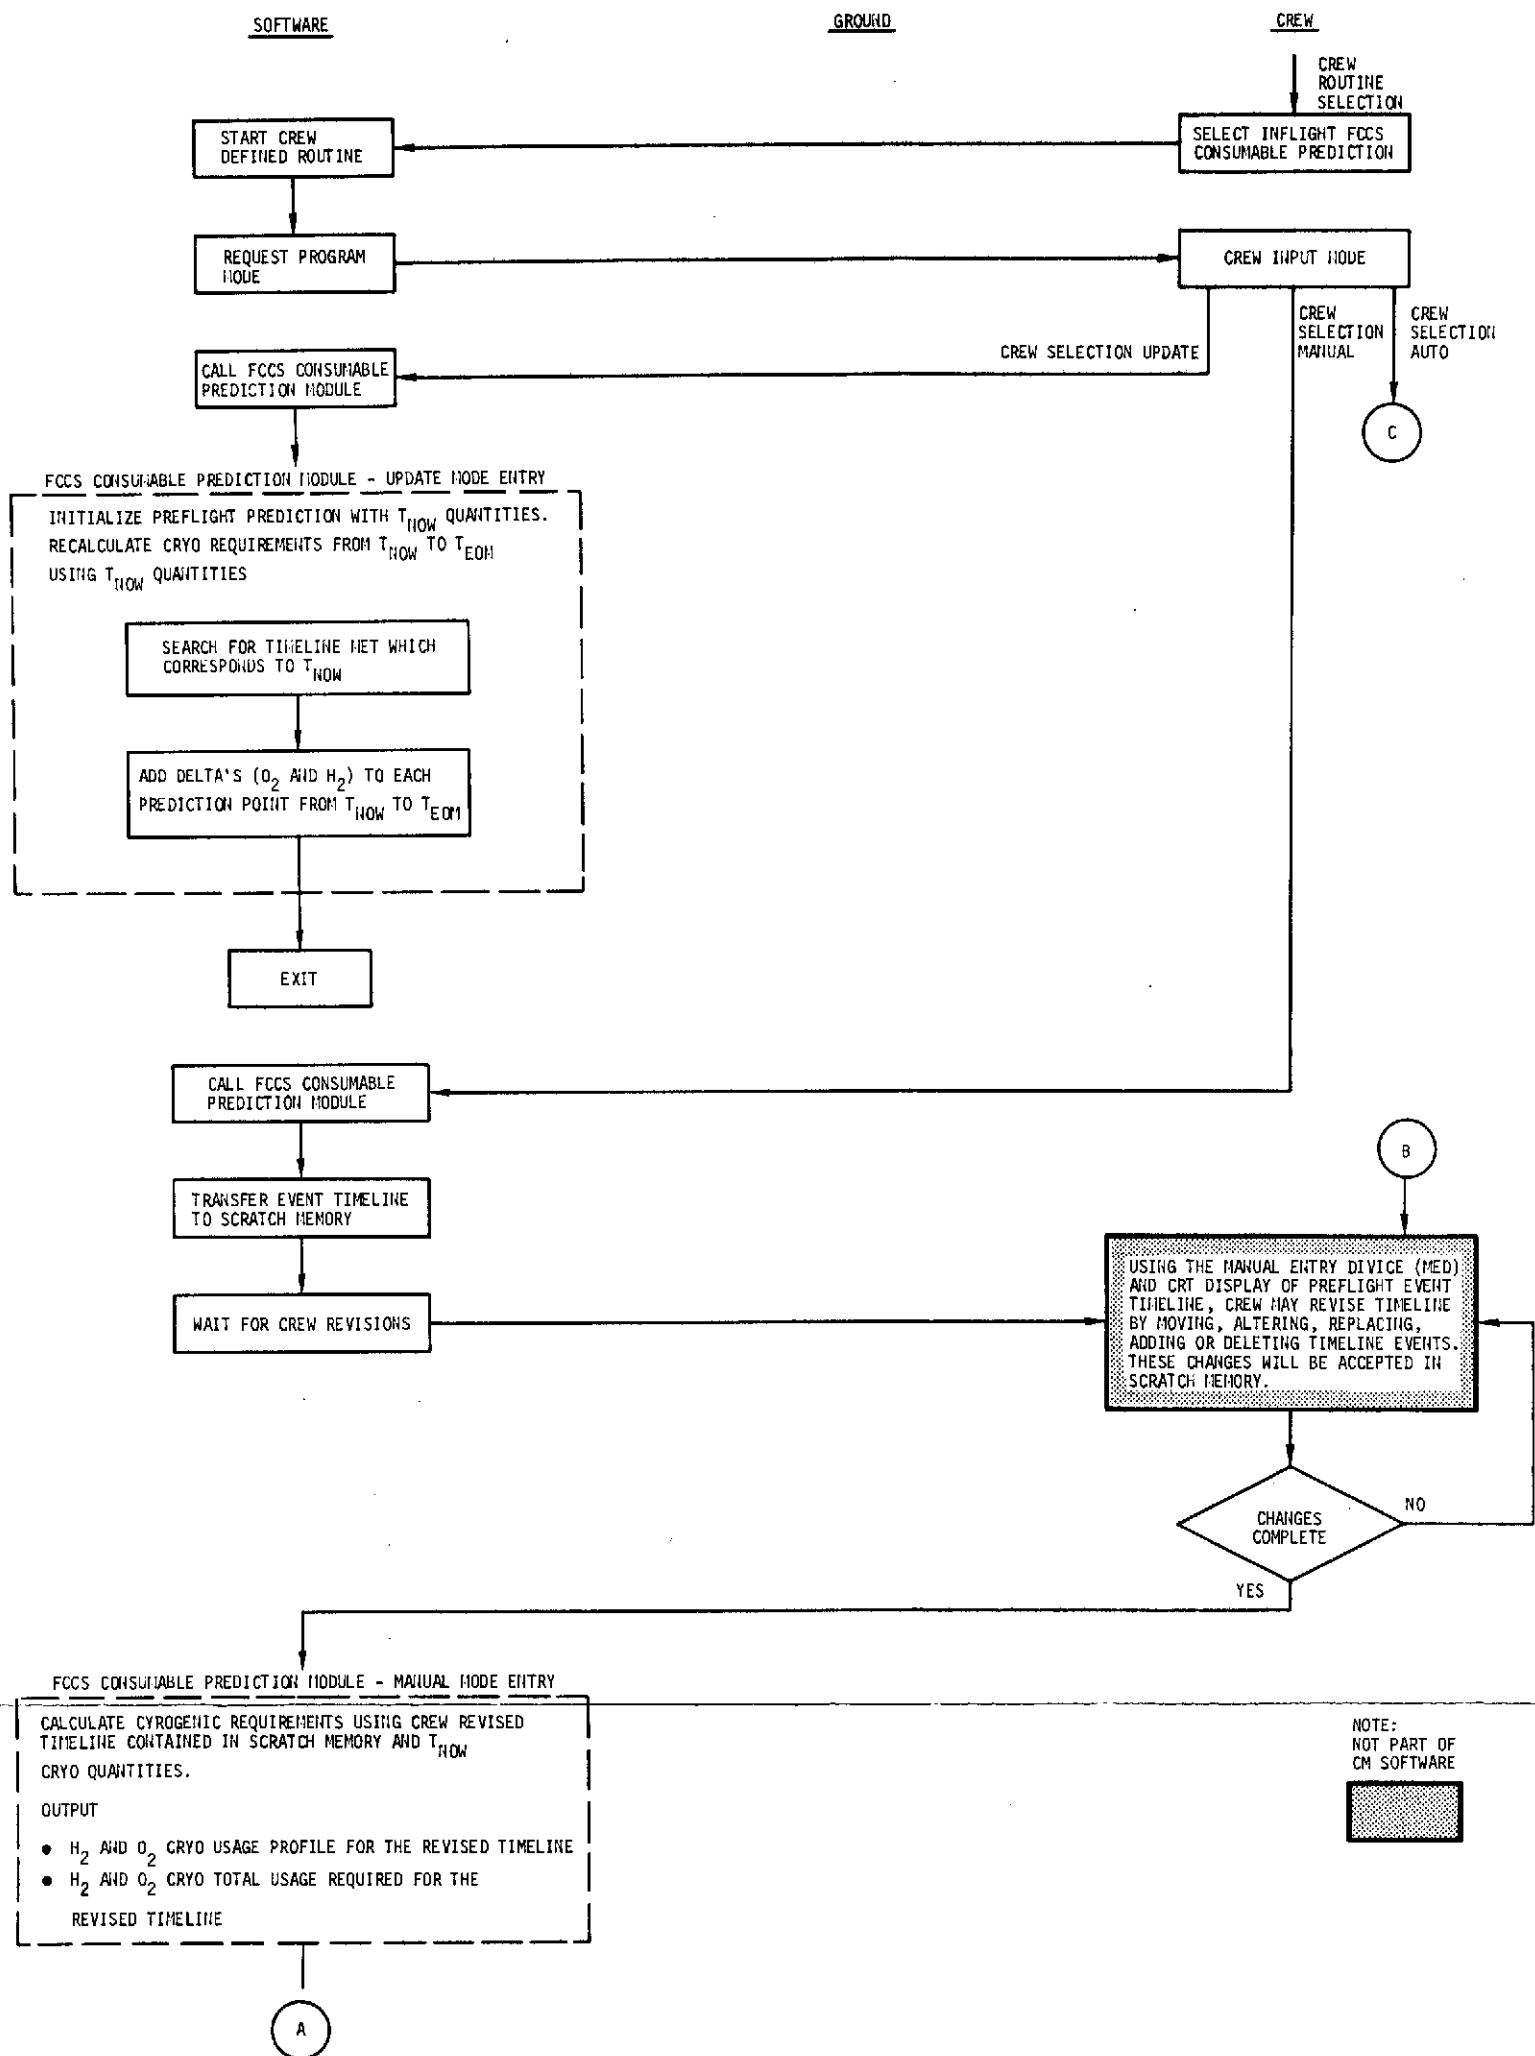 SOFTWARE
GROUND
CREW
CREW
ROUTINE
SELECTION
START CREW
DEFINED ROUTINE
SELECT INFLIGHT FCCS
CONSUMABLE PREDICTION
REQUEST PROGRAM
MODE
CREW INPUT MODE
CREW
SELECTION
MANUAL
CREW
SELECTION
AUTO
CREW SELECTION UPDATE
CALL FCCS CONSUMABLE
PREDICTION MODULE
C
FCCS CONSUMABLE PREDICTION MODULE - UPDATE MODE ENTRY
INITIALIZE PREFLIGHT PREDICTION WITH T_NOW QUANTITIES.
RECALCULATE CRYO REQUIREMENTS FROM T_NOW TO T_EOM
USING T_NOW QUANTITIES
SEARCH FOR TIMELINE MET WHICH
CORRESPONDS TO T_NOW
ADD DELTA'S (O₂ AND H₂) TO EACH
PREDICTION POINT FROM T_NOW TO T_EOM
EXIT
CALL FCCS CONSUMABLE
PREDICTION MODULE
B
TRANSFER EVENT TIMELINE
TO SCRATCH MEMORY
WAIT FOR CREW REVISIONS
USING THE MANUAL ENTRY DIVICE (MED)
AND CRT DISPLAY OF PREFLIGHT EVENT
TIMELINE, CREW MAY REVISE TIMELINE
BY MOVING, ALTERING, REPLACING,
ADDING OR DELETING TIMELINE EVENTS.
THESE CHANGES WILL BE ACCEPTED IN
SCRATCH MEMORY.
CHANGES
COMPLETE
NO
YES
FCCS CONSUMABLE PREDICTION MODULE - MANUAL MODE ENTRY
CALCULATE CYROGENIC REQUIREMENTS USING CREW REVISED
TIMELINE CONTAINED IN SCRATCH MEMORY AND T_NOW
CRYO QUANTITIES.
OUTPUT
● H₂ AND O₂ CRYO USAGE PROFILE FOR THE REVISED TIMELINE
● H₂ AND O₂ CRYO TOTAL USAGE REQUIRED FOR THE
REVISED TIMELINE
NOTE:
NOT PART OF
CM SOFTWARE
A